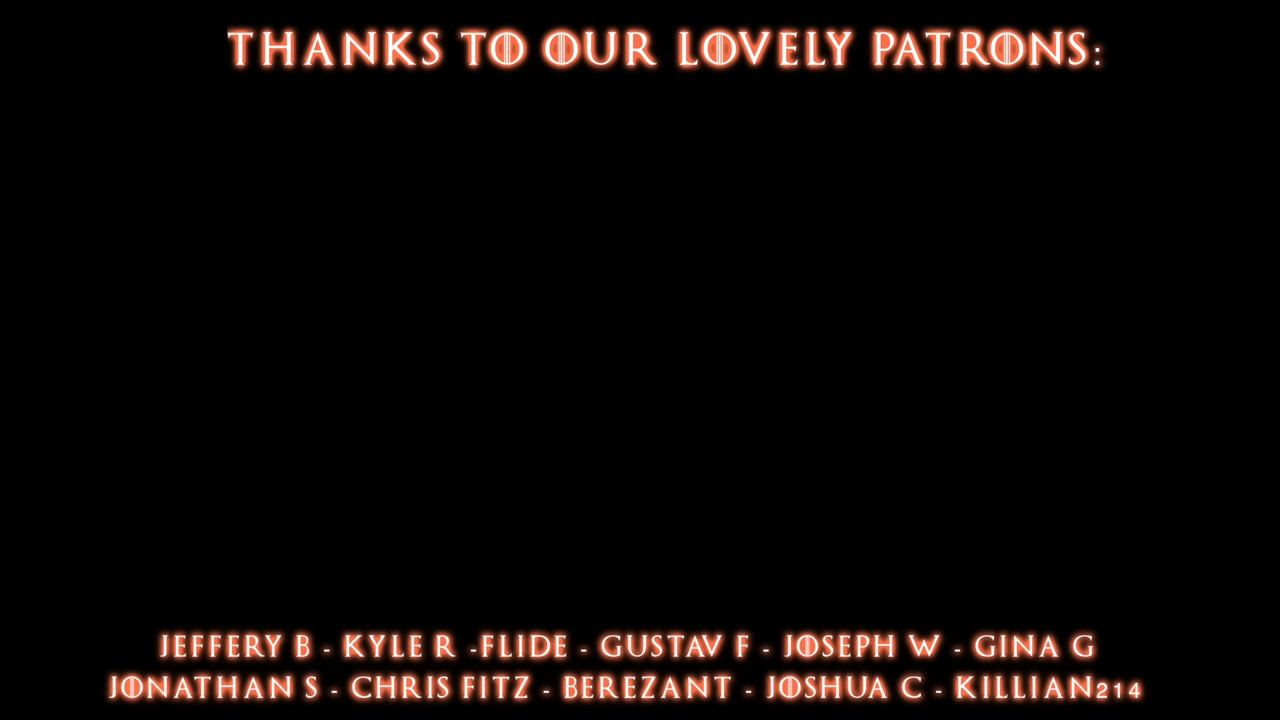 THANKS TO OUR LOVELY PATRONS:
JEFFERY B - KYLE R -FLIDE - GUSTAV F - JOSEPH W - GINA G
JONATHAN S - CHRIS FITZ - BEREZANT - JOSHUA C - KILLIAN214